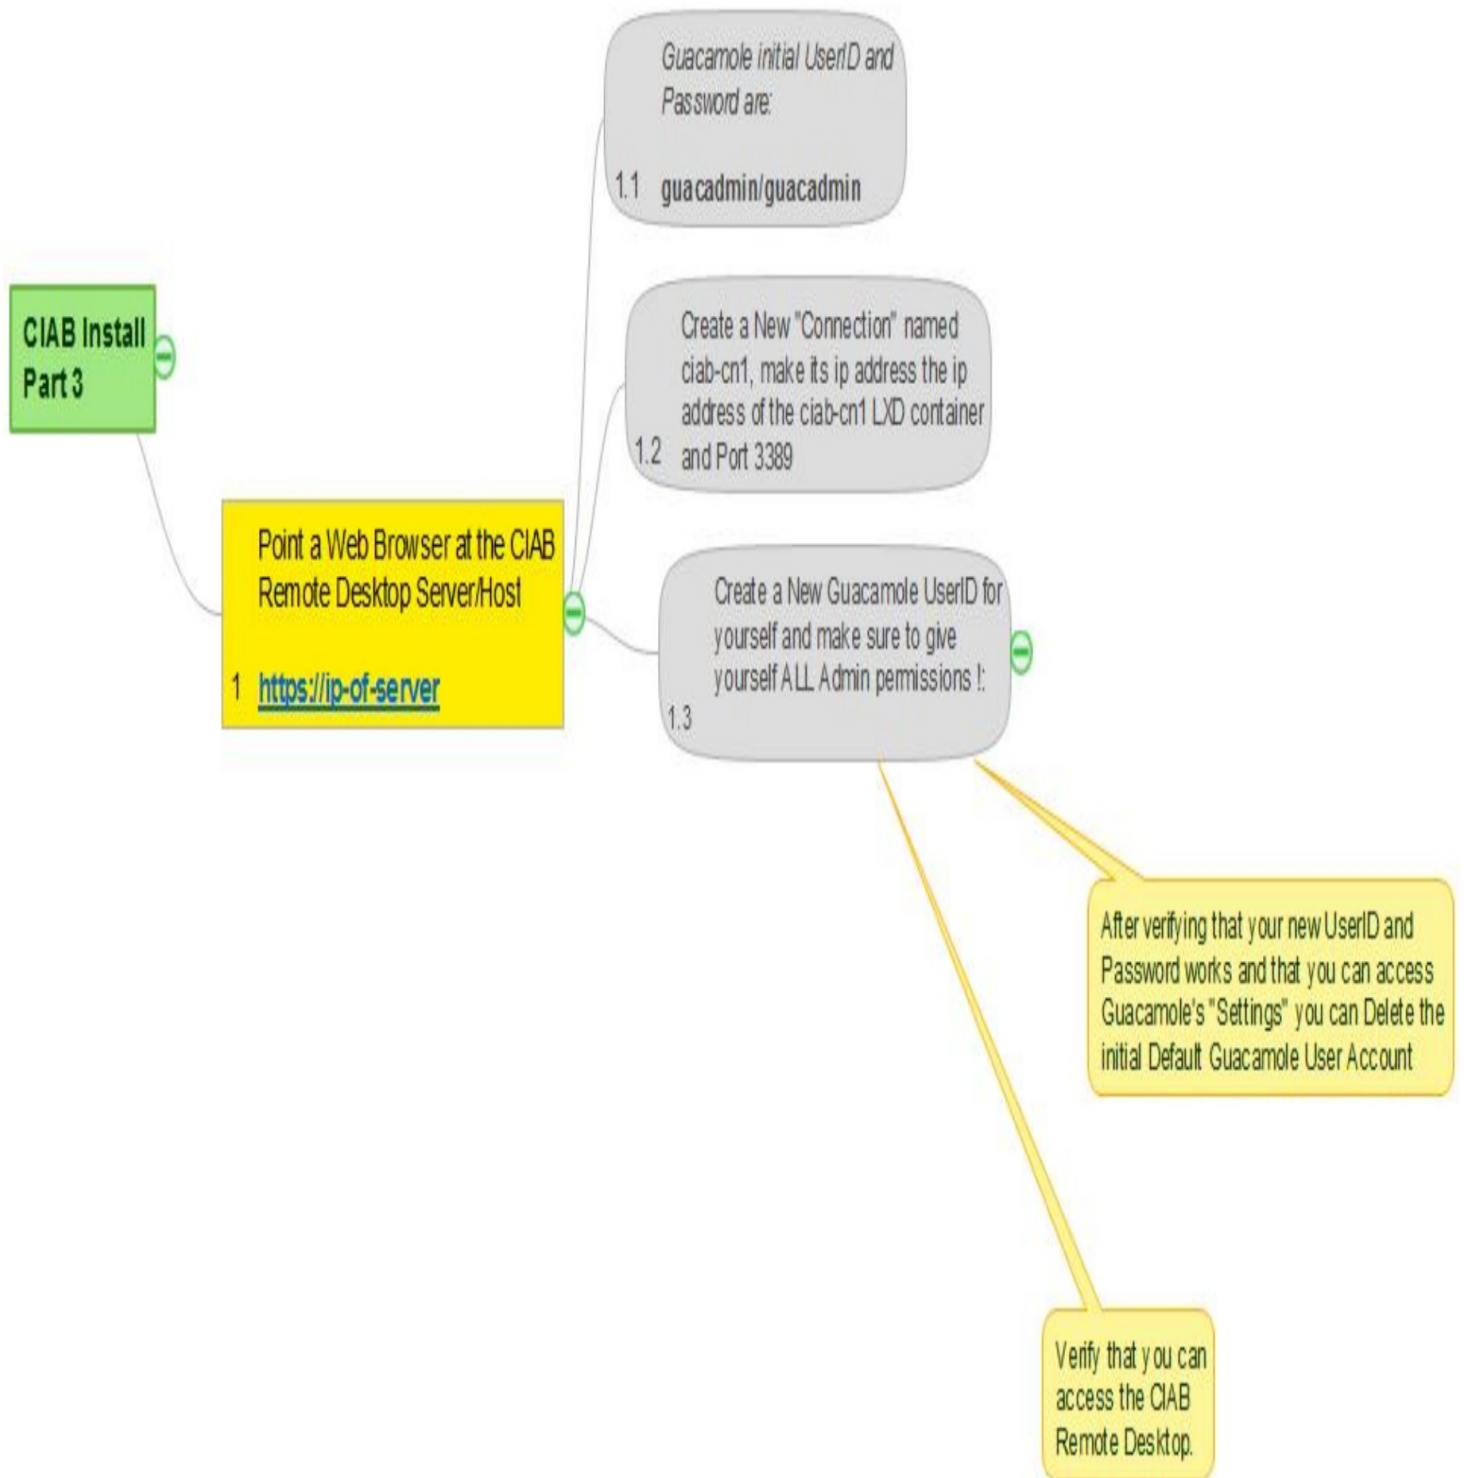 CIAB Install
Part 3
1
Point a Web Browser at the CIAB
Remote Desktop Server/Host
https://ip-of-server
1.1
Guacamole initial UserID and
Password are:
guacadmin/guacadmin
1.2
Create a New "Connection" named
ciab-cn1, make its ip address the ip
address of the ciab-cn1 LXD container
and Port 3389
1.3
Create a New Guacamole UserID for
yourself and make sure to give
yourself ALL Admin permissions !:
After verifying that your new UserID and
Password works and that you can access
Guacamole's "Settings" you can Delete the
initial Default Guacamole User Account
Verify that you can
access the CIAB
Remote Desktop.